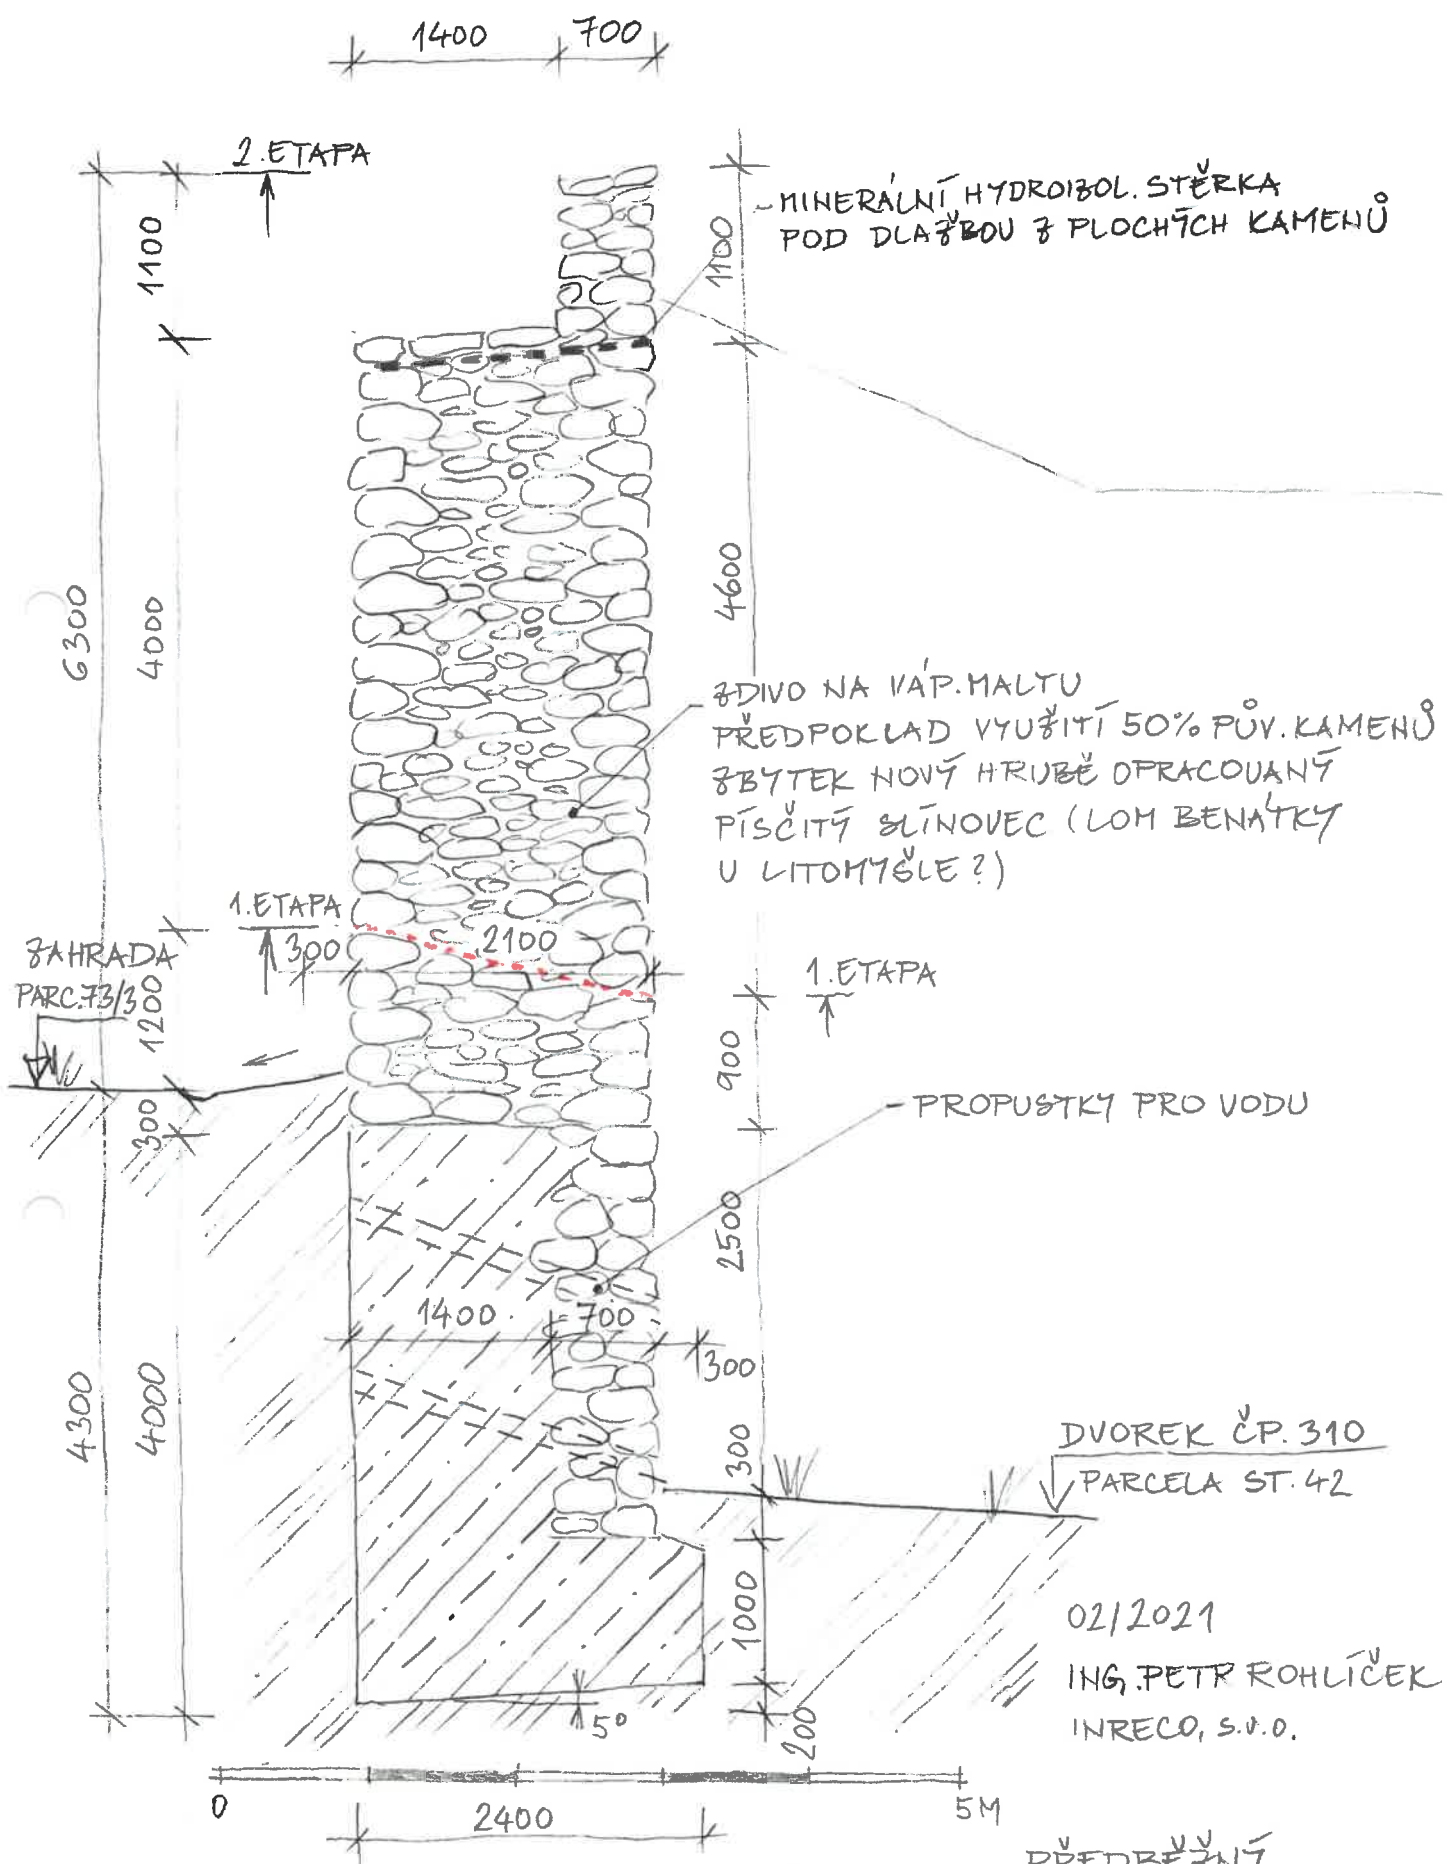 1400
700
2.ETAPA
1100
1100
MINERÁLNÍ HYDROIZOL. STĚRKA
POD DLAŽBOU Z PLOCHÝCH KAMENŮ
6300
4000
4600
ZDIVO NA VÁP. MALTU
PŘEDPOKLAD VYUŽITÍ 50% PŮV. KAMENŮ
ZBYTEK NOVÝ HRUBĚ OPRACOVANÝ
PÍSČITÝ SLÍNOVEC (LOM BENÁTKY
U LITOMYŠLE?)
1.ETAPA
300
2100
ZAHRADA
PARC.73/3
1200
1.ETAPA
900
300
PROPUSTKY PRO VODU
2500
1400
700
300
4300
4000
300
DVOREK ČP. 310
PARCELA ST. 42
1000
02/2021
ING. PETR ROHLÍČEK
INRECO, s.r.o.
5°
200
0
5M
2400
PŘEDBĚŽNÝ